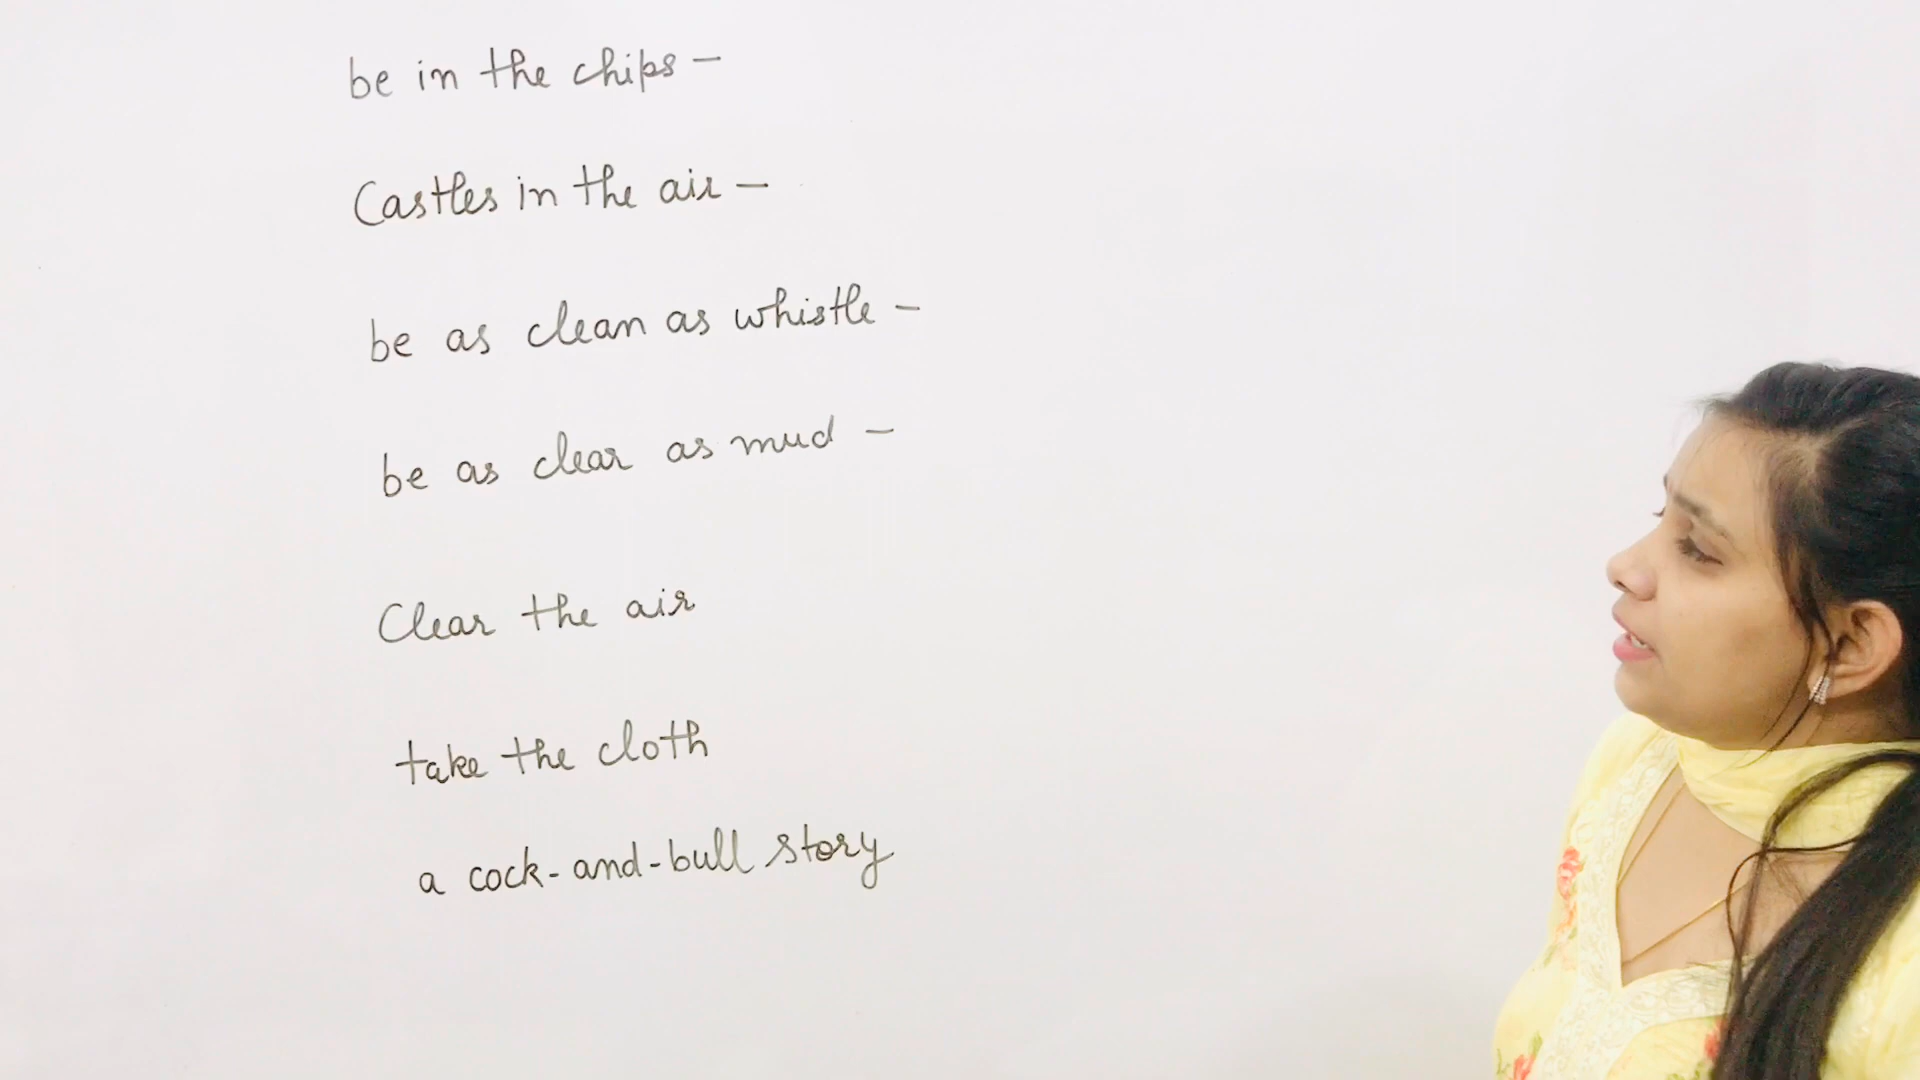 be in the chips -
Castles in the air -
be as clean as whistle -
be as clear as mud -
Clear the air
take the cloth
a cock-and-bull story